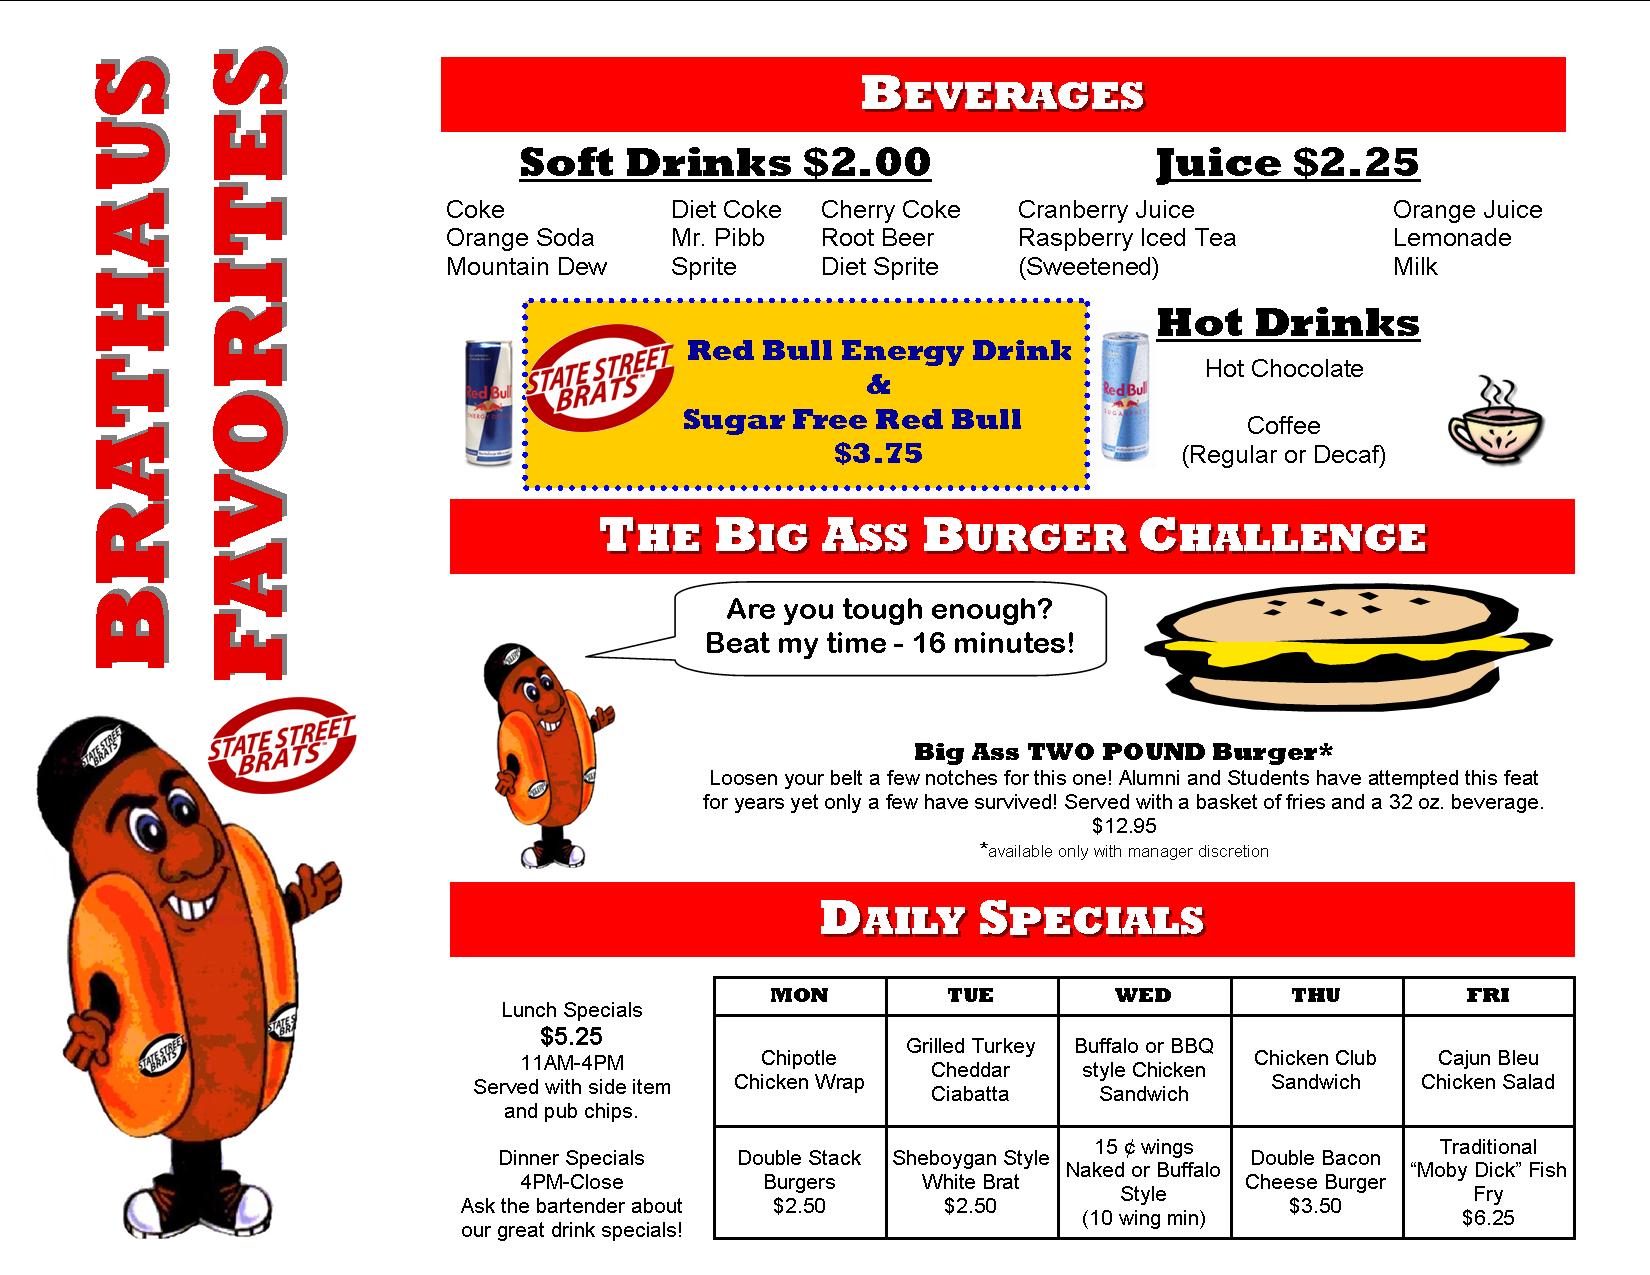 BRATHAUS
FAVORITES
STATE STREET
BRATS™
STATE STREET
BRATS
STATE STREET
BRATS
BEVERAGES
Soft Drinks $2.00
Coke Diet Coke Cherry Coke
Orange Soda Mr. Pibb Root Beer
Mountain Dew Sprite Diet Sprite
Juice $2.25
Cranberry Juice Orange Juice
Raspberry Iced Tea Lemonade
(Sweetened) Milk
Red Bull
STATE STREET
BRATS™
Red Bull Energy Drink
&
Sugar Free Red Bull
$3.75
Red Bull
Hot Drinks
Hot Chocolate
Coffee
(Regular or Decaf)
THE BIG ASS BURGER CHALLENGE
Are you tough enough?
Beat my time - 16 minutes!
Big Ass TWO POUND Burger*
Loosen your belt a few notches for this one! Alumni and Students have attempted this feat
for years yet only a few have survived! Served with a basket of fries and a 32 oz. beverage.
$12.95
*available only with manager discretion
DAILY SPECIALS
Lunch Specials
$5.25
11AM-4PM
Served with side item
and pub chips.
Dinner Specials
4PM-Close
Ask the bartender about
our great drink specials!
MON TUE WED THU FRI
Chipotle
Chicken Wrap
Grilled Turkey
Cheddar
Ciabatta
Buffalo or BBQ
style Chicken
Sandwich
Chicken Club
Sandwich
Cajun Bleu
Chicken Salad
Double Stack
Burgers
$2.50
Sheboygan Style
White Brat
$2.50
15 ¢ wings
Naked or Buffalo
Style
(10 wing min)
Double Bacon
Cheese Burger
$3.50
Traditional
“Moby Dick” Fish
Fry
$6.25